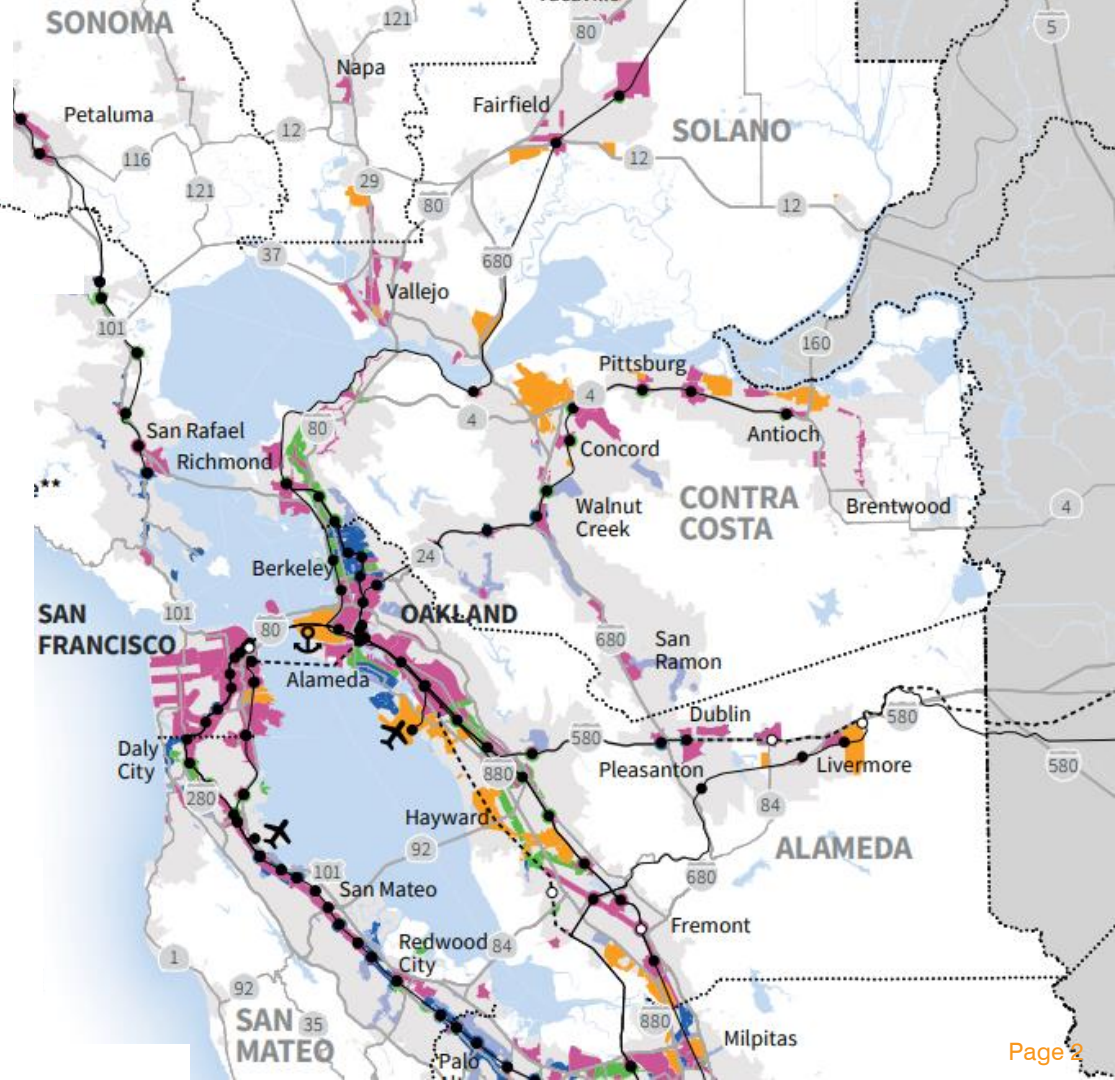 SONOMA
121
80
5
Napa
Petaluma
Fairfield
SOLANO
12
116
12
121
29
80
12
37
680
Vallejo
101
160
Pittsburg
4
4
80
San Rafael
Richmond
Concord
Antioch
e**
CONTRA
COSTA
Walnut
Creek
Brentwood
4
24
Berkeley
101
SAN
FRANCISCO
80
OAKLAND
680
San
Ramon
Alameda
Dublin
580
580
Daly
City
Pleasanton
Livermore
580
880
280
84
Hayward
92
ALAMEDA
101
San Mateo
680
Fremont
Redwood
City
84
1
92
SAN
MATEO
35
880
Milpitas
Palo
Page 2